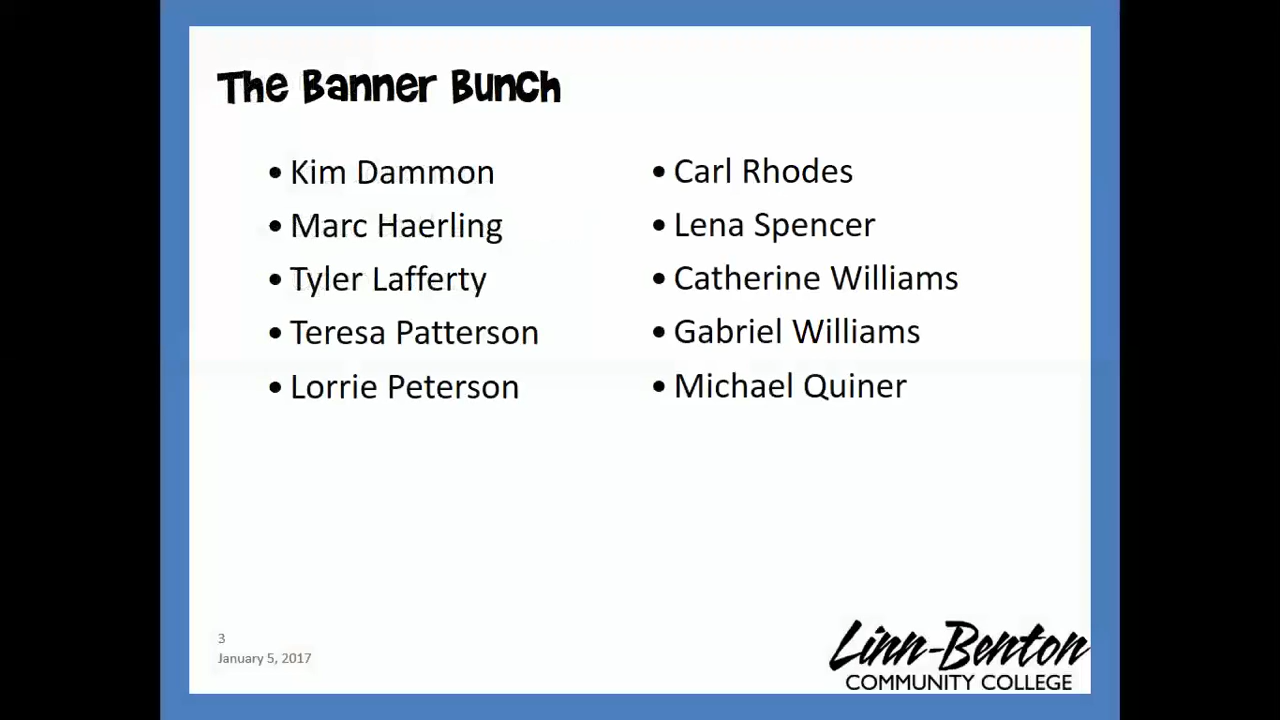 The Banner Bunch
• Kim Dammon
• Marc Haerling
• Tyler Lafferty
• Teresa Patterson
• Lorrie Peterson
• Carl Rhodes
• Lena Spencer
• Catherine Williams
• Gabriel Williams
• Michael Quiner
3
January 5, 2017
Linn-Benton
COMMUNITY COLLEGE